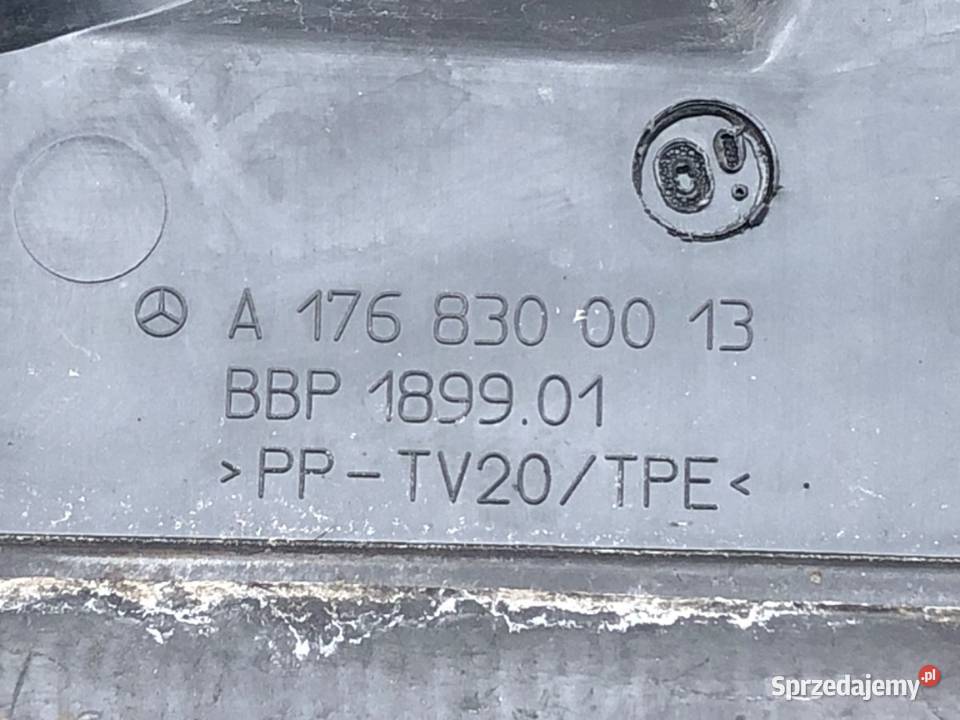 A 176 830 00 13
BBP 1899.01
>PP-TV20/TPE<
Sprzedajemy.pl